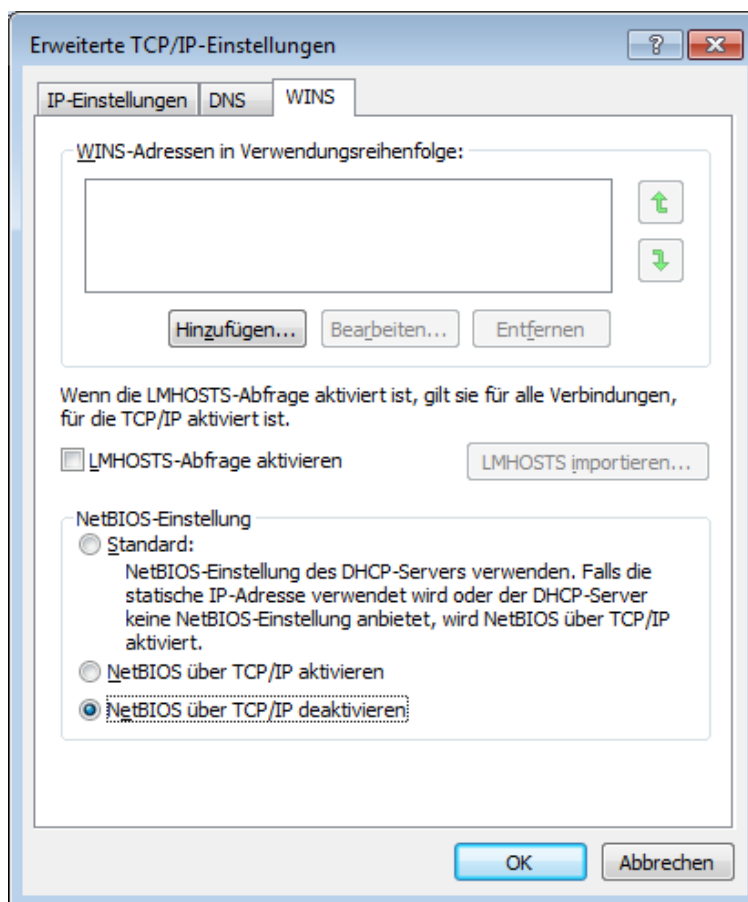 Erweiterte TCP/IP-Einstellungen
IP-Einstellungen DNS WINS
WINS-Adressen in Verwendungsreihenfolge:
Hinzufügen... Bearbeiten... Entfernen
Wenn die LMHOSTS-Abfrage aktiviert ist, gilt sie für alle Verbindungen,
für die TCP/IP aktiviert ist.
LMHOSTS-Abfrage aktivieren LMHOSTS importieren...
NetBIOS-Einstellung
Standard:
NetBIOS-Einstellung des DHCP-Servers verwenden. Falls die
statische IP-Adresse verwendet wird oder der DHCP-Server
keine NetBIOS-Einstellung anbietet, wird NetBIOS über TCP/IP
aktiviert.
NetBIOS über TCP/IP aktivieren
NetBIOS über TCP/IP deaktivieren
OK Abbrechen